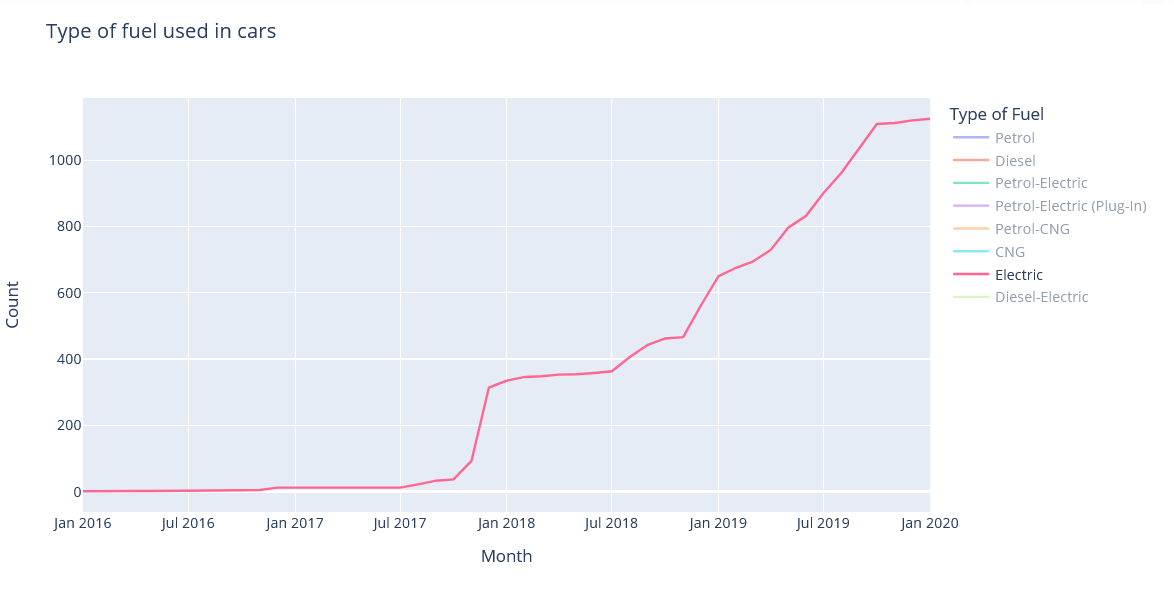 Type of fuel used in cars
Type of Fuel
Petrol
Diesel
Petrol-Electric
Petrol-Electric (Plug-In)
Petrol-CNG
CNG
Electric
Diesel-Electric
Count
1000
800
600
400
200
0
Jan 2016 Jul 2016 Jan 2017 Jul 2017 Jan 2018 Jul 2018 Jan 2019 Jul 2019 Jan 2020
Month